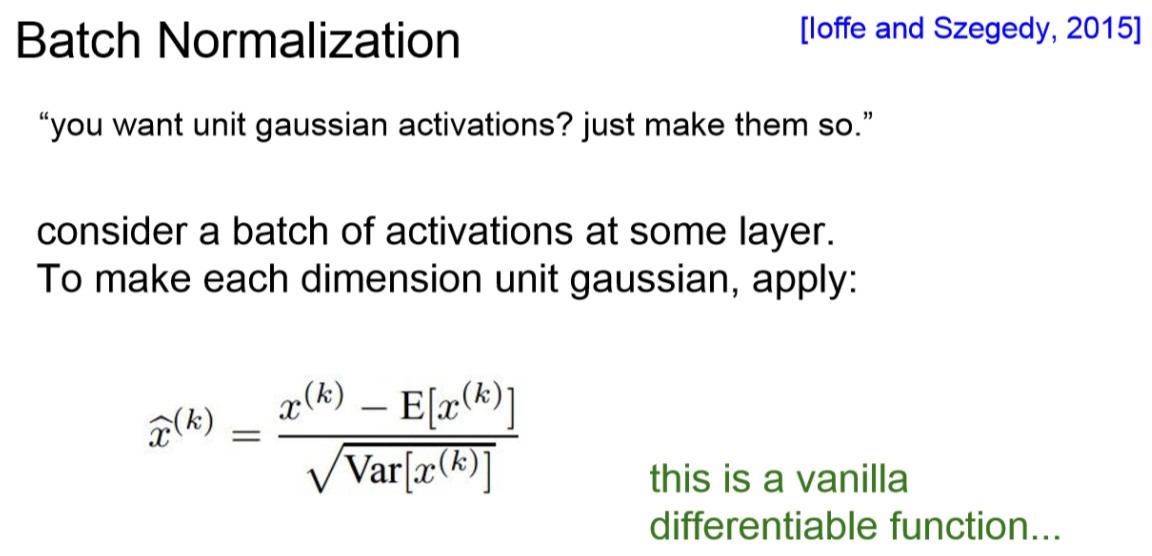 Batch Normalization
[Ioffe and Szegedy, 2015]
“you want unit gaussian activations? just make them so.”
consider a batch of activations at some layer.
To make each dimension unit gaussian, apply:
$\widehat{x}^{(k)} = \frac{x^{(k)} - \mathrm{E}[x^{(k)}]}{\sqrt{\mathrm{Var}[x^{(k)}]}}$
this is a vanilla
differentiable function...